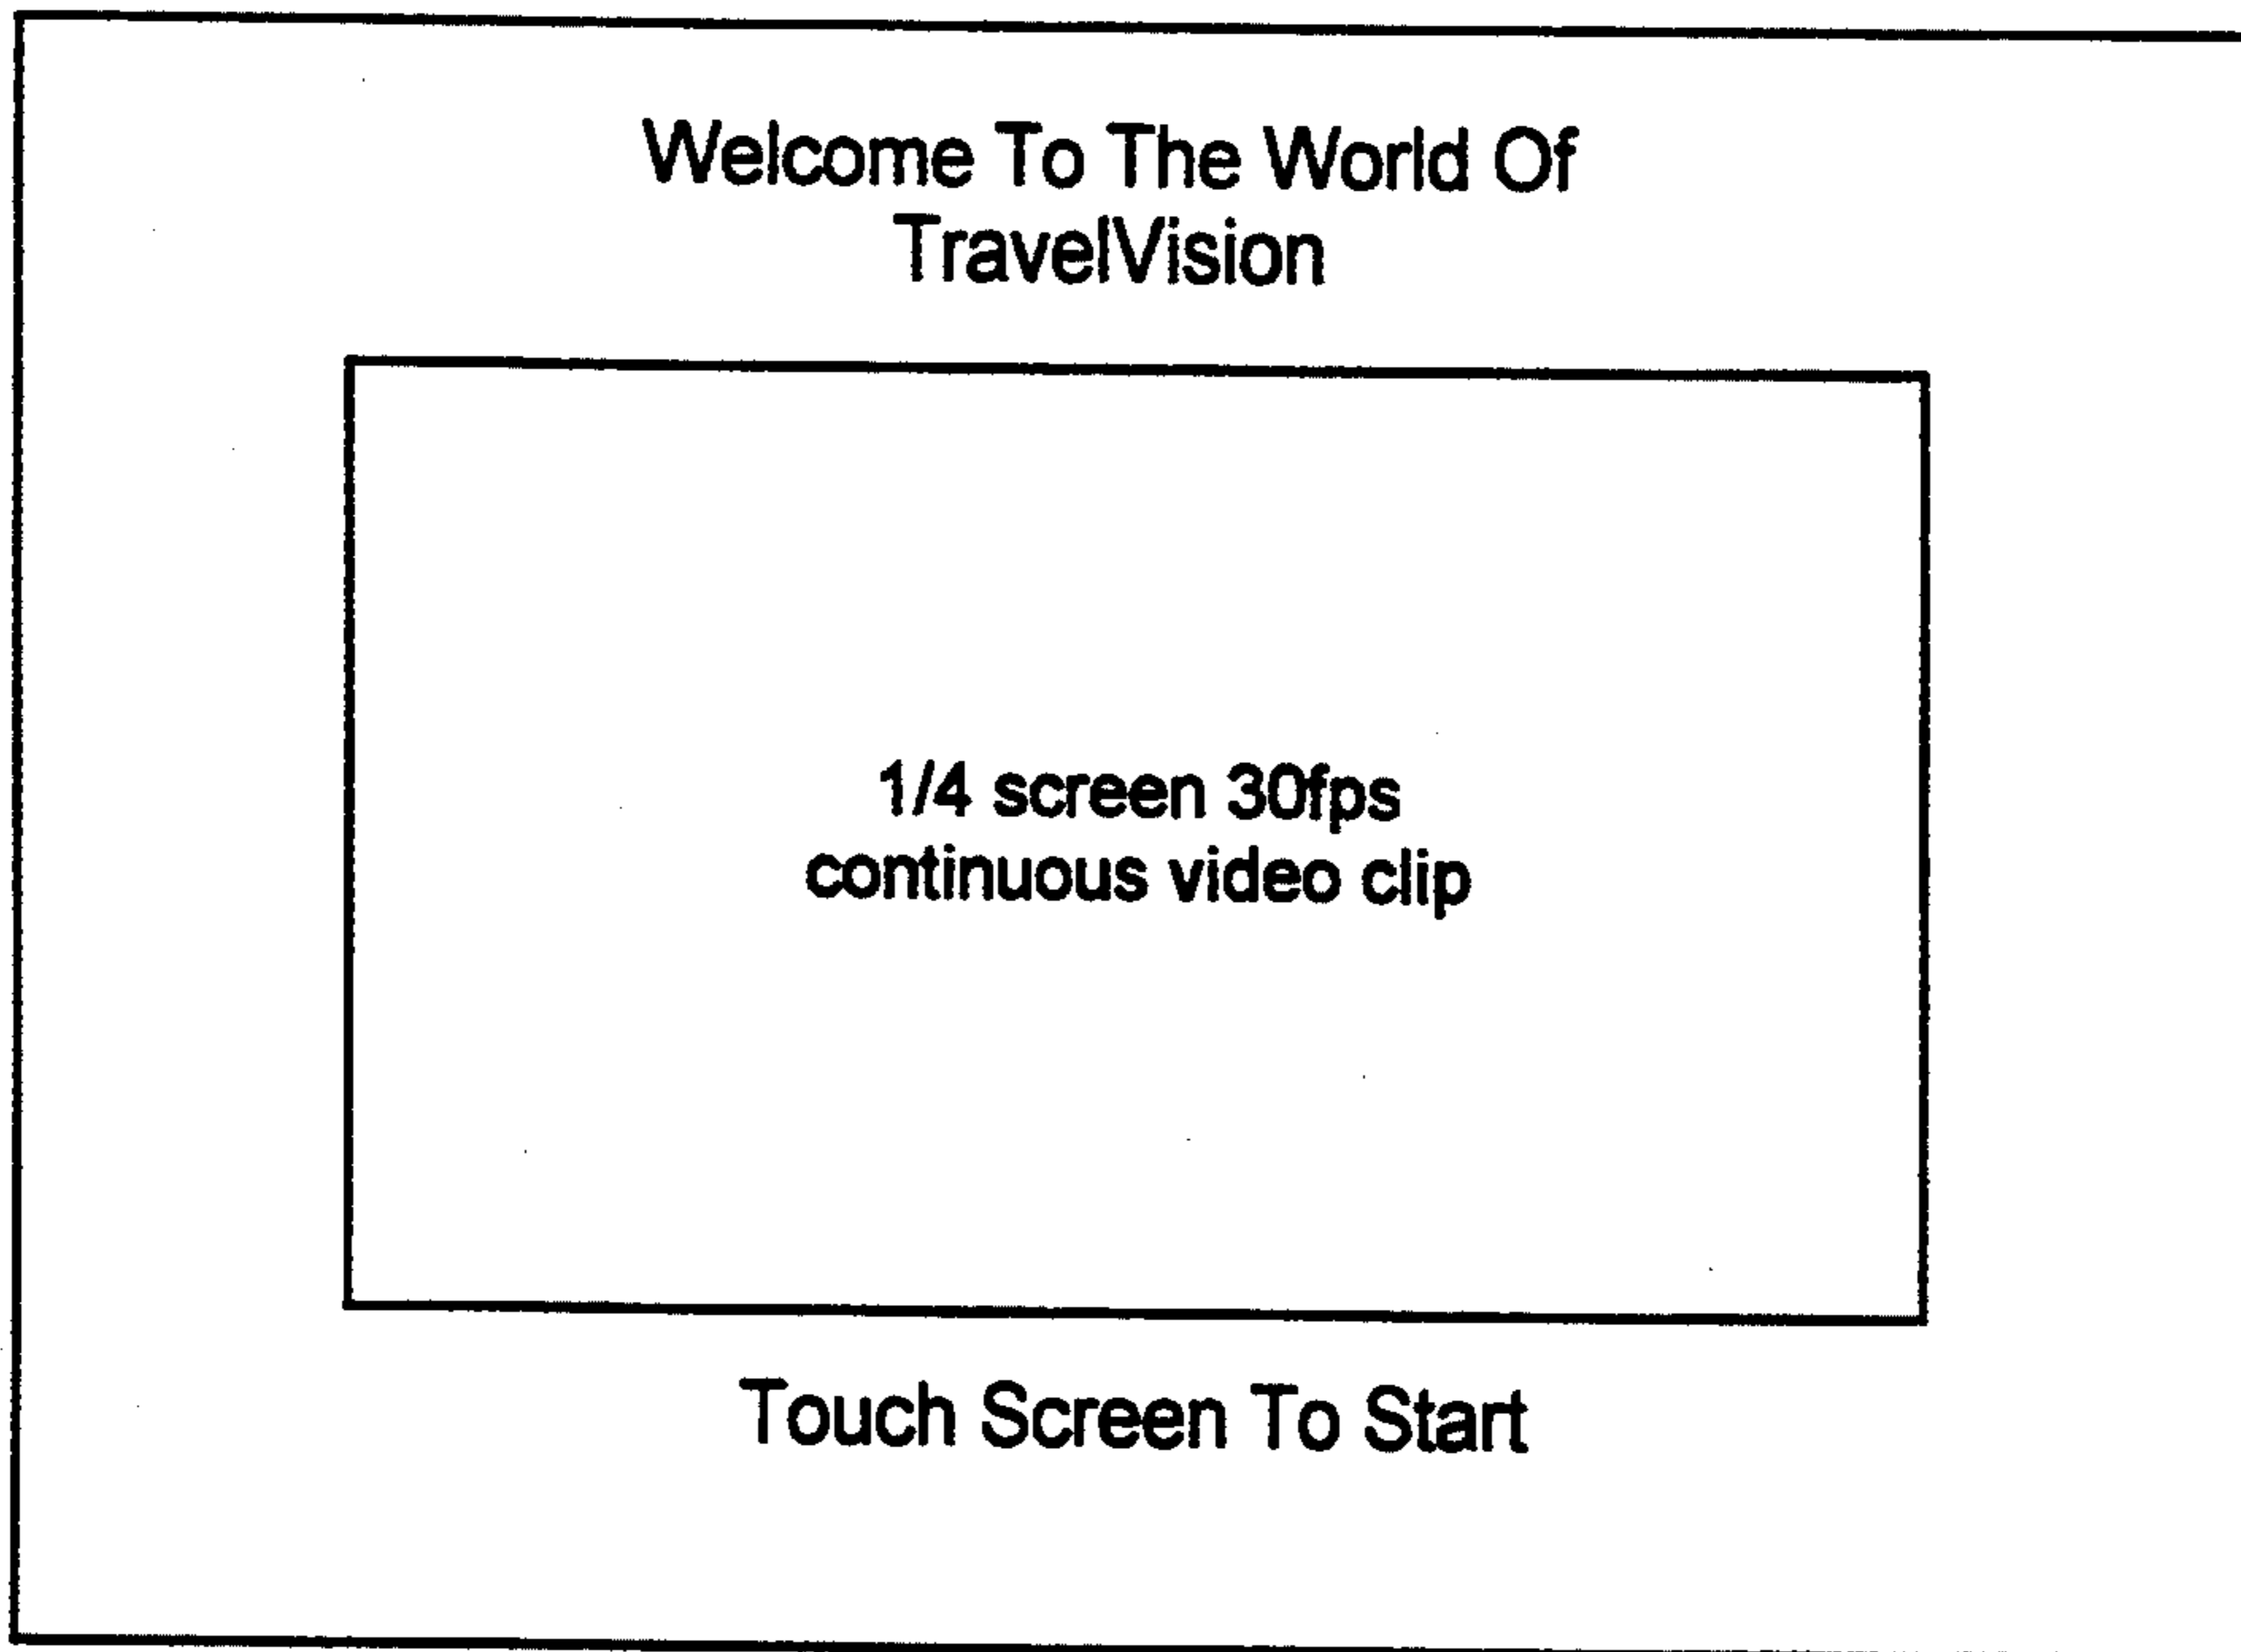 Welcome To The World Of
TravelVision
1/4 screen 30fps
continuous video clip
Touch Screen To Start